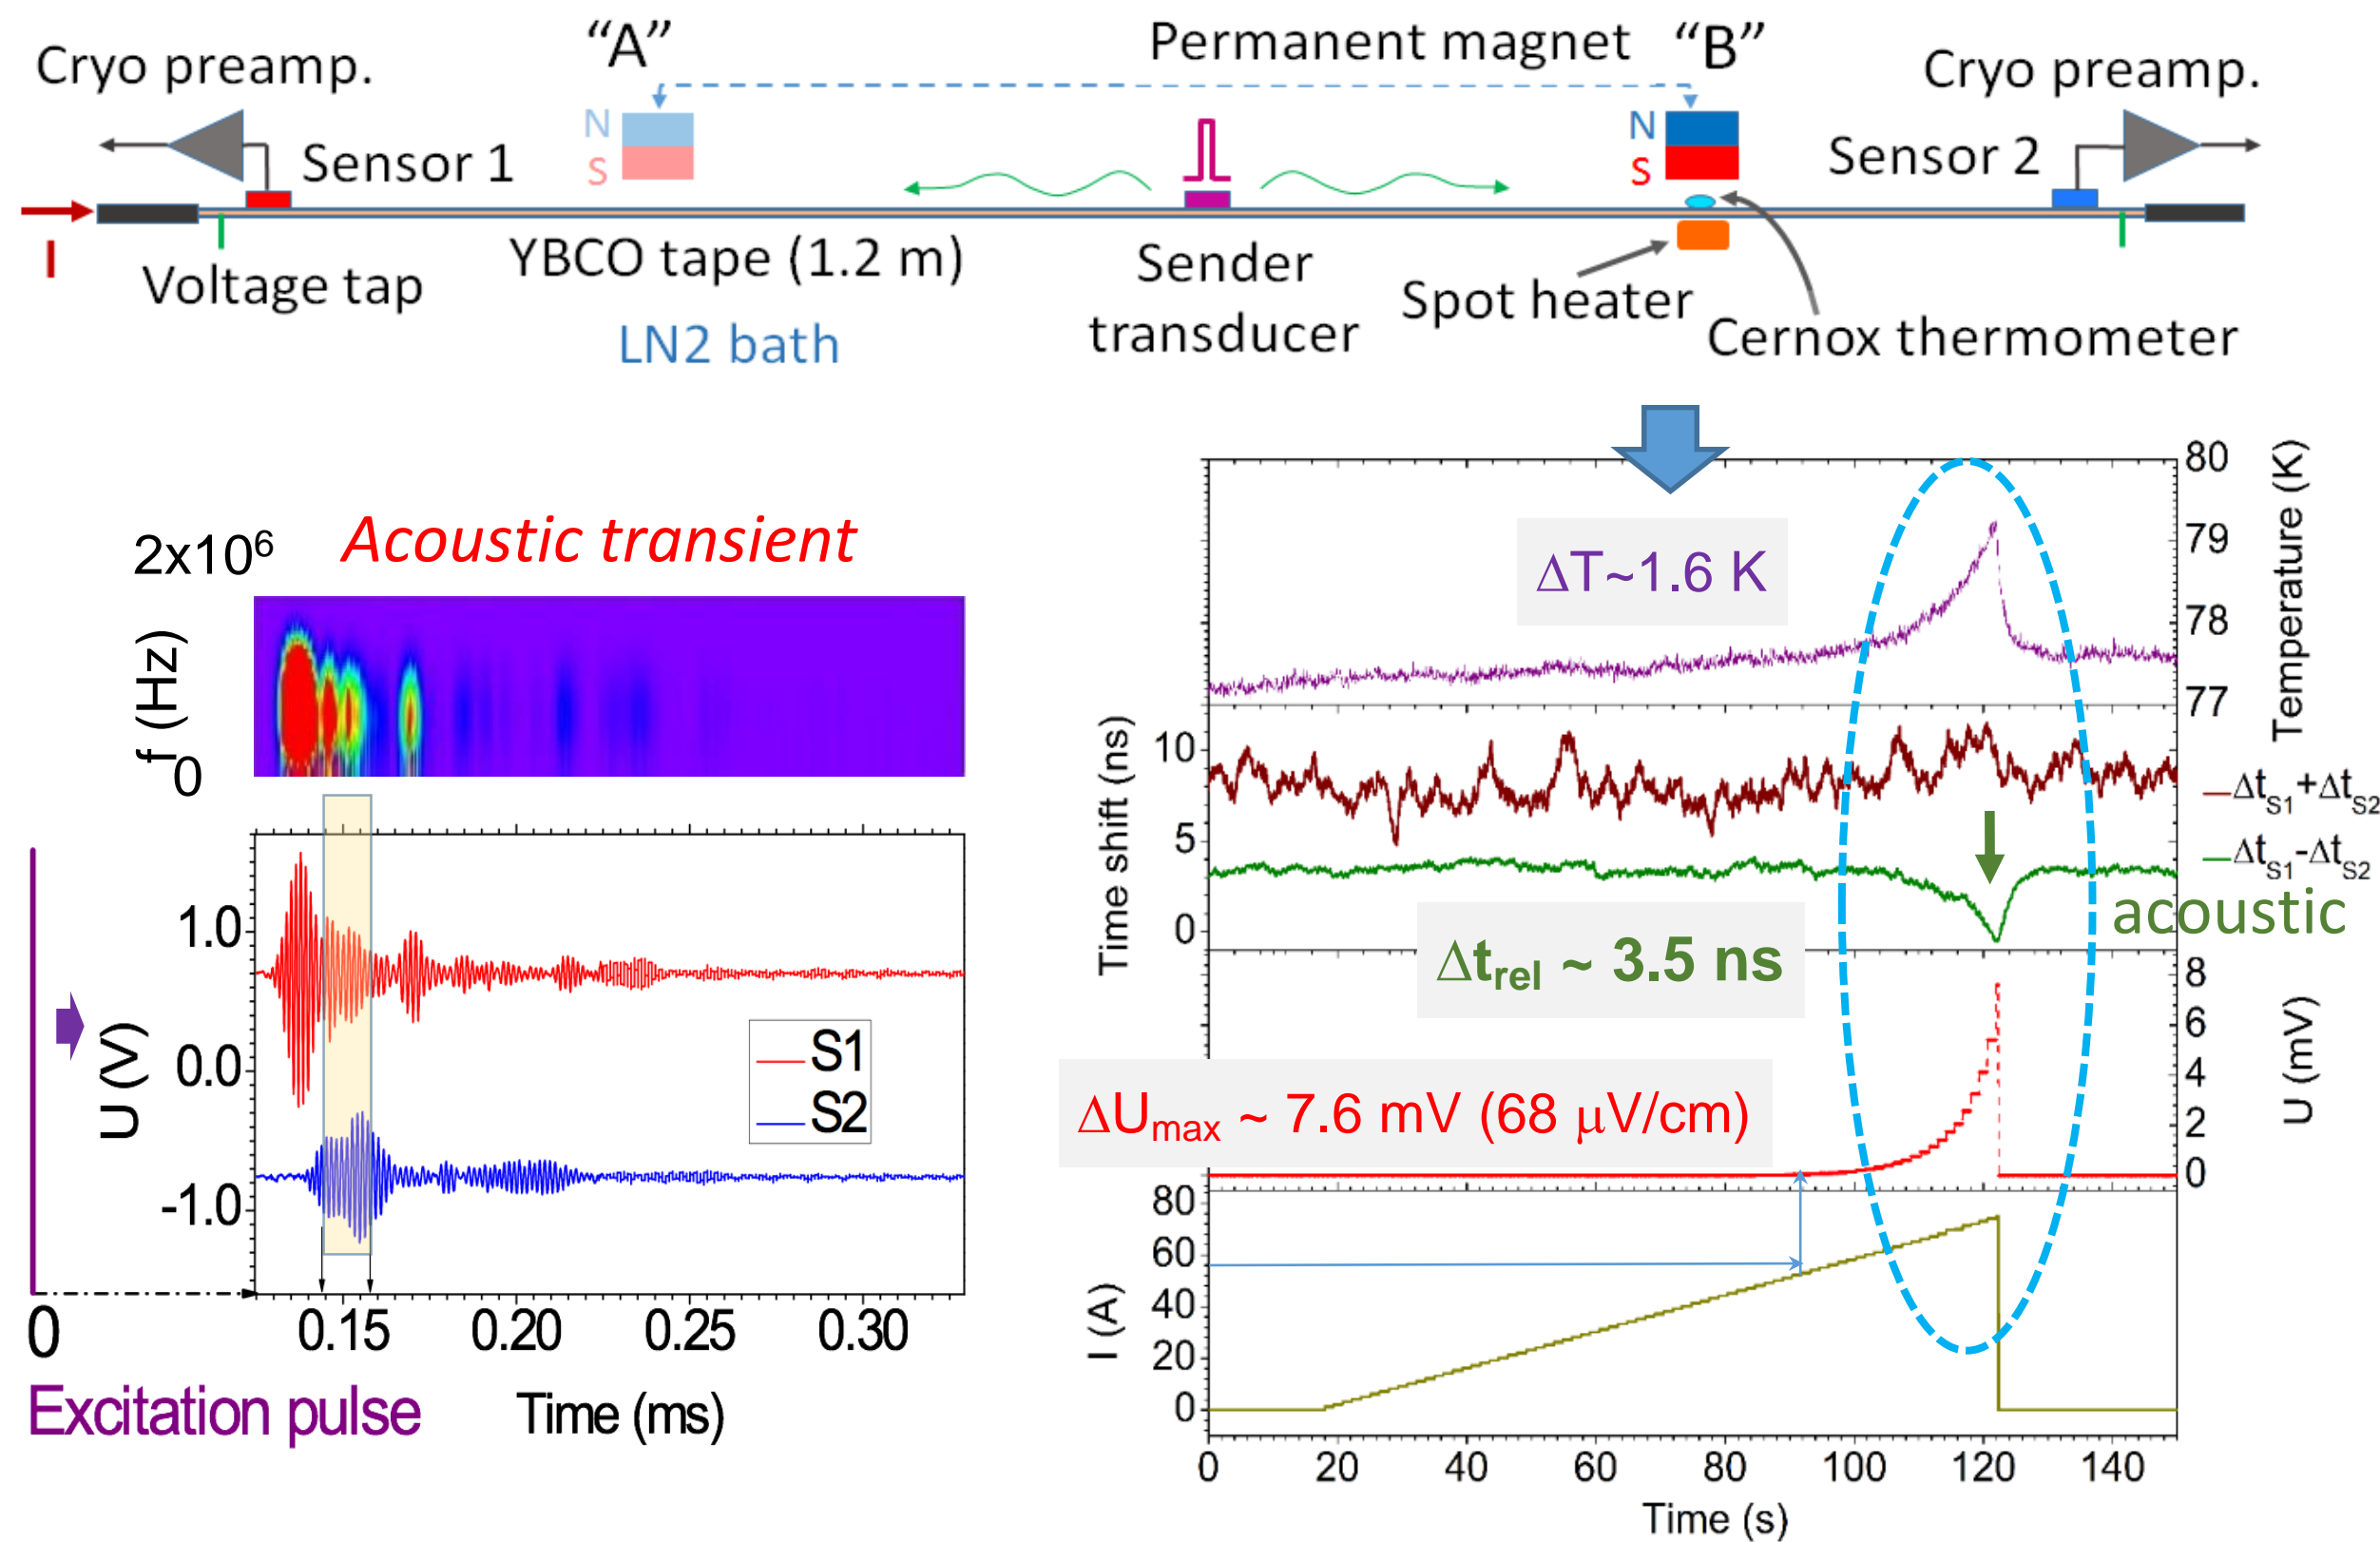 “A”
Permanent magnet “B”
Cryo preamp.
Cryo preamp.
N
S
N
S
Sensor 1
Sensor 2
I
Voltage tap
YBCO tape (1.2 m)
LN2 bath
Sender
transducer
Spot heater
Cernox thermometer
Acoustic transient
2x10⁶
f (Hz)
0
1.0
0.0
-1.0
U (V)
S1
S2
0
0.15
0.20
0.25
0.30
Excitation pulse
Time (ms)
ΔT~1.6 K
80
79
78
77
Temperature (K)
10
5
0
Time shift (ns)
Δt_S1+Δt_S2
Δt_S1-Δt_S2
acoustic
Δt_rel ~ 3.5 ns
8
6
4
2
0
U (mV)
ΔU_max ~ 7.6 mV (68 μV/cm)
80
60
40
20
0
I (A)
0
20
40
60
80
100
120
140
Time (s)